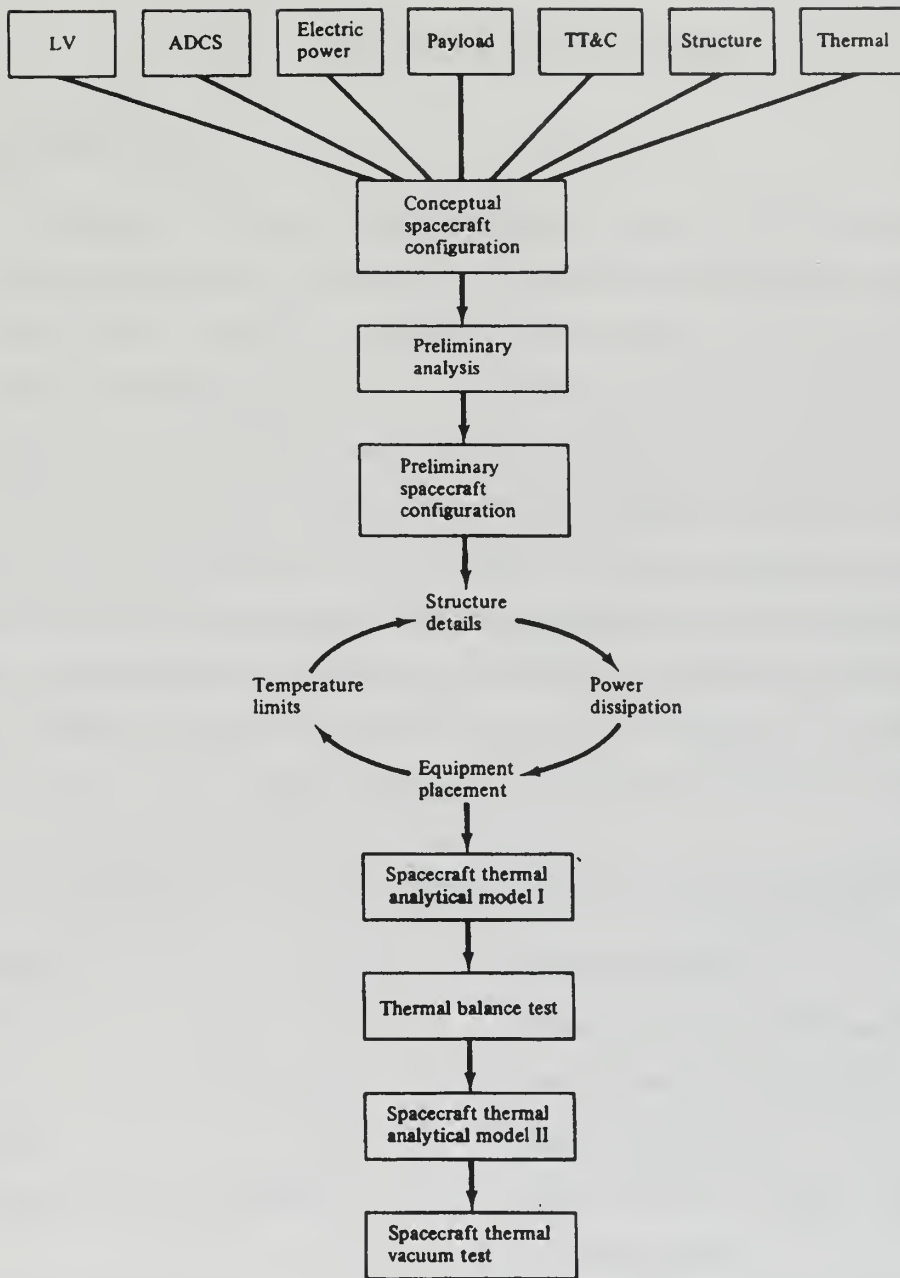 LV
ADCS
Electric
power
Payload
TT&C
Structure
Thermal
Conceptual
spacecraft
configuration
Preliminary
analysis
Preliminary
spacecraft
configuration
Structure
details
Temperature
limits
Power
dissipation
Equipment
placement
Spacecraft thermal
analytical model I
Thermal balance test
Spacecraft thermal
analytical model II
Spacecraft thermal
vacuum test